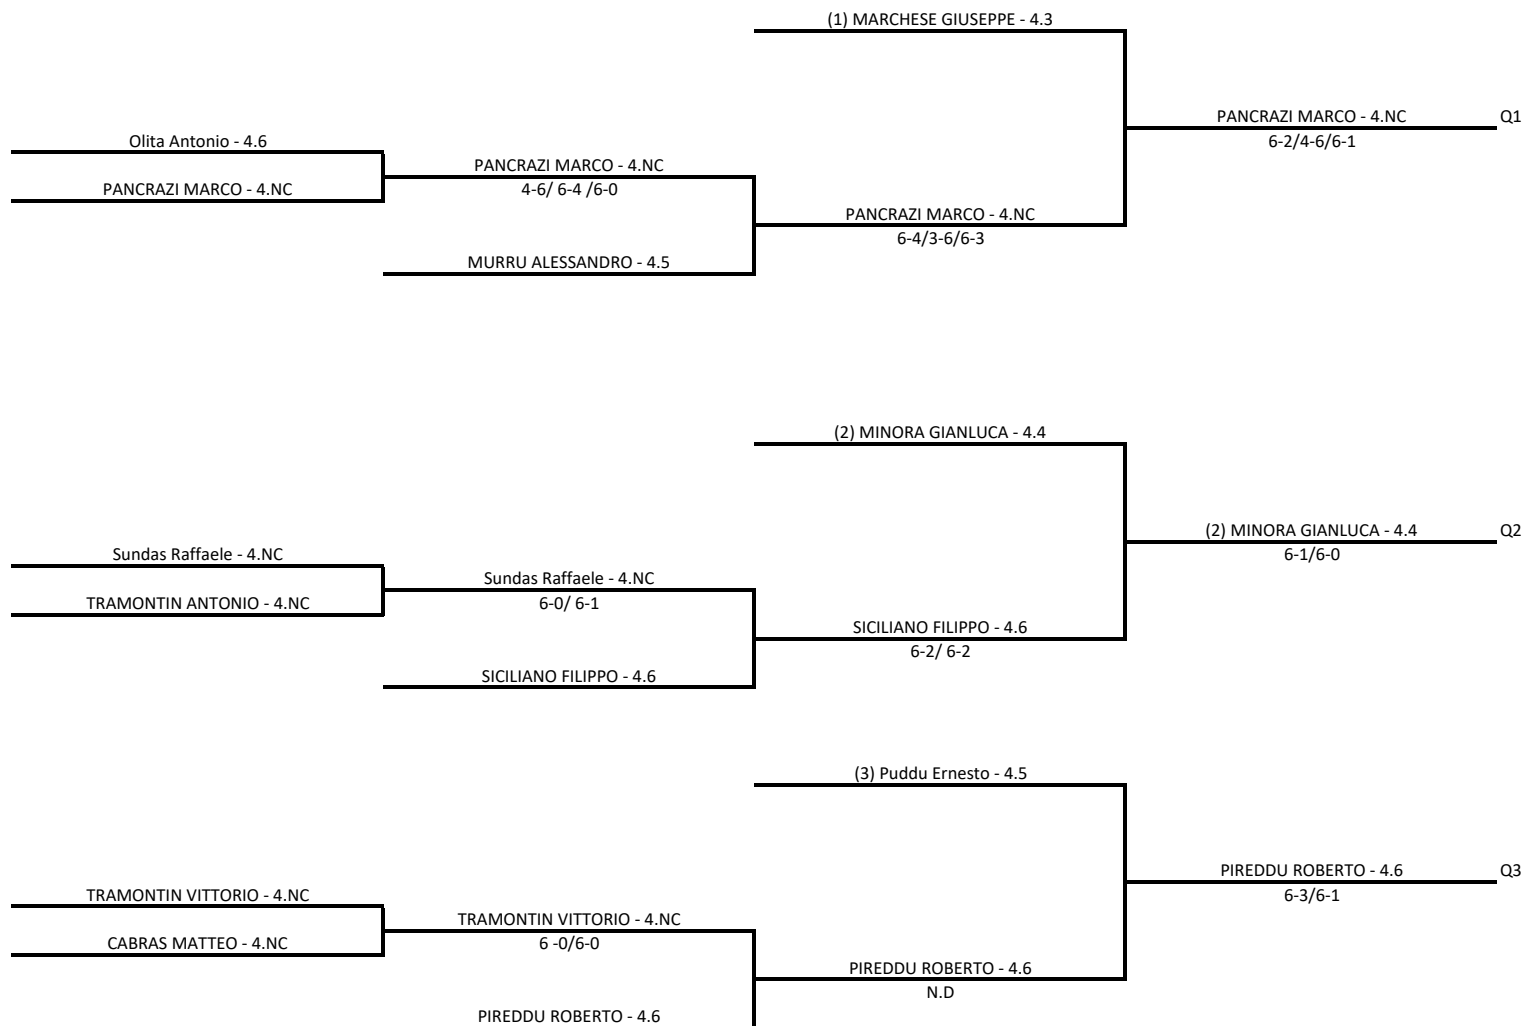 (1) MARCHESE GIUSEPPE - 4.3
PANCRAZI MARCO - 4.NC
Q1
6-2/4-6/6-1
Olita Antonio - 4.6
PANCRAZI MARCO - 4.NC
PANCRAZI MARCO - 4.NC
4-6/ 6-4 /6-0
PANCRAZI MARCO - 4.NC
6-4/3-6/6-3
MURRU ALESSANDRO - 4.5
(2) MINORA GIANLUCA - 4.4
(2) MINORA GIANLUCA - 4.4
Q2
6-1/6-0
Sundas Raffaele - 4.NC
Sundas Raffaele - 4.NC
TRAMONTIN ANTONIO - 4.NC
6-0/ 6-1
SICILIANO FILIPPO - 4.6
6-2/ 6-2
SICILIANO FILIPPO - 4.6
(3) Puddu Ernesto - 4.5
PIREDDU ROBERTO - 4.6
Q3
6-3/6-1
TRAMONTIN VITTORIO - 4.NC
TRAMONTIN VITTORIO - 4.NC
CABRAS MATTEO - 4.NC
6 -0/6-0
PIREDDU ROBERTO - 4.6
N.D
PIREDDU ROBERTO - 4.6